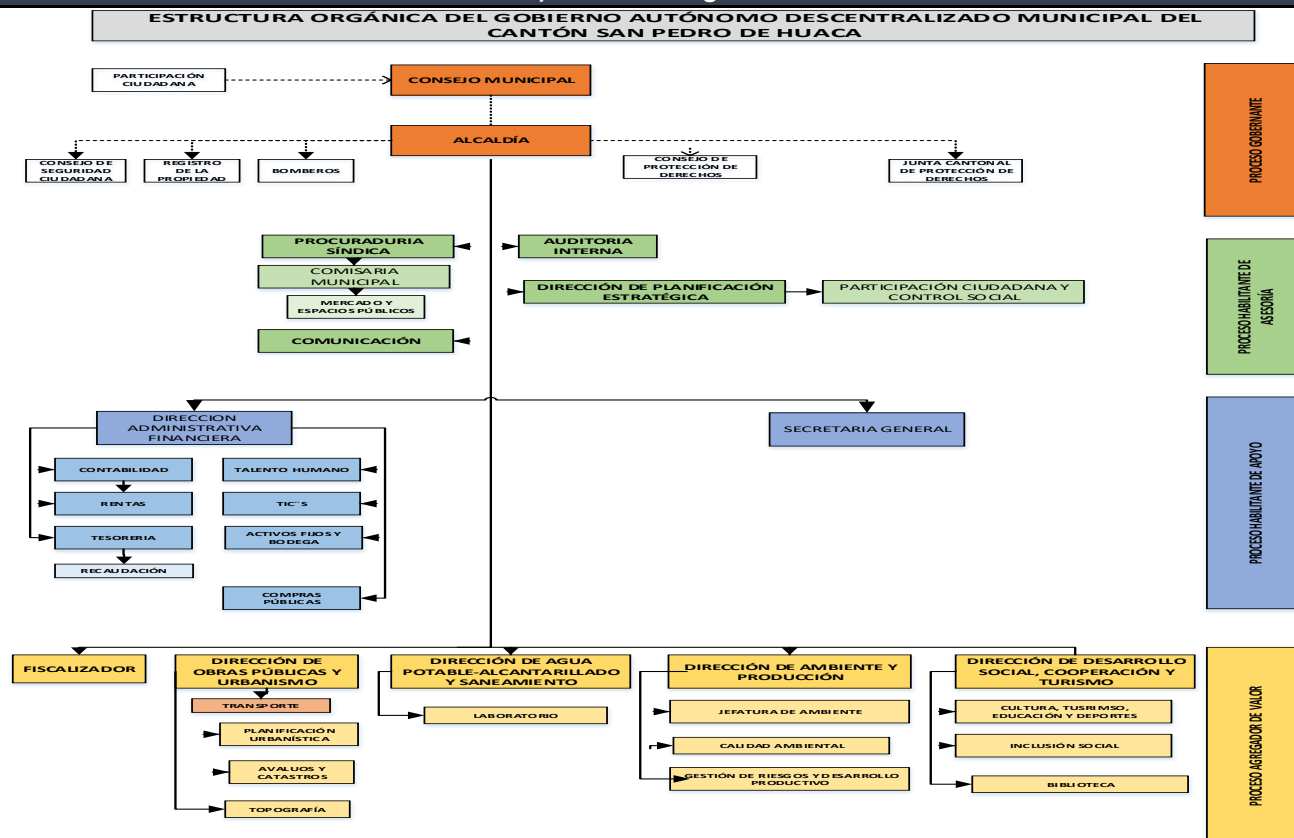 ESTRUCTURA ORGÁNICA DEL GOBIERNO AUTÓNOMO DESCENTRALIZADO MUNICIPAL DEL
CANTÓN SAN PEDRO DE HUACA
PARTICIPACIÓN
CIUDADANA
CONSEJO MUNICIPAL
ALCALDÍA
CONSEJO DE
SEGURIDAD
CIUDADANA
REGISTRO
DE LA
PROPIEDAD
BOMBEROS
CONSEJO DE
PROTECCIÓN DE
DERECHOS
JUNTA CANTONAL
DE PROTECCIÓN DE
DERECHOS
PROCESO GOBERNANTE
PROCURADURIA
SÍNDICA
AUDITORIA
INTERNA
COMISARIA
MUNICIPAL
MERCADO Y
ESPACIOS PÚBLICOS
DIRECCIÓN DE PLANIFICACIÓN
ESTRATÉGICA
PARTICIPACIÓN CIUDADANA Y
CONTROL SOCIAL
COMUNICACIÓN
PROCESO HABILITANTE DE
ASESORÍA
DIRECCION
ADMINISTRATIVA
FINANCIERA
SECRETARIA GENERAL
CONTABILIDAD
TALENTO HUMANO
RENTAS
TIC¨S
TESORERIA
ACTIVOS FIJOS Y
BODEGA
RECAUDACIÓN
COMPRAS
PÚBLICAS
PROCESO HABILITANTE DE APOYO
FISCALIZADOR
DIRECCIÓN DE
OBRAS PÚBLICAS Y
URBANISMO
DIRECCIÓN DE AGUA
POTABLE-ALCANTARILLADO
Y SANEAMIENTO
DIRECCIÓN DE AMBIENTE Y
PRODUCCIÓN
DIRECCIÓN DE DESARROLLO
SOCIAL, COOPERACIÓN Y
TURISMO
TRANSPORTE
PLANIFICACIÓN
URBANÍSTICA
AVALUOS Y
CATASTROS
TOPOGRAFÍA
LABORATORIO
JEFATURA DE AMBIENTE
CALIDAD AMBIENTAL
GESTIÓN DE RIESGOS Y DESARROLLO
PRODUCTIVO
CULTURA, TUSRIMSO,
EDUCACIÓN Y DEPORTES
INCLUSIÓN SOCIAL
BIBLIOTECA
PROCESO AGREGADOR DE VALOR